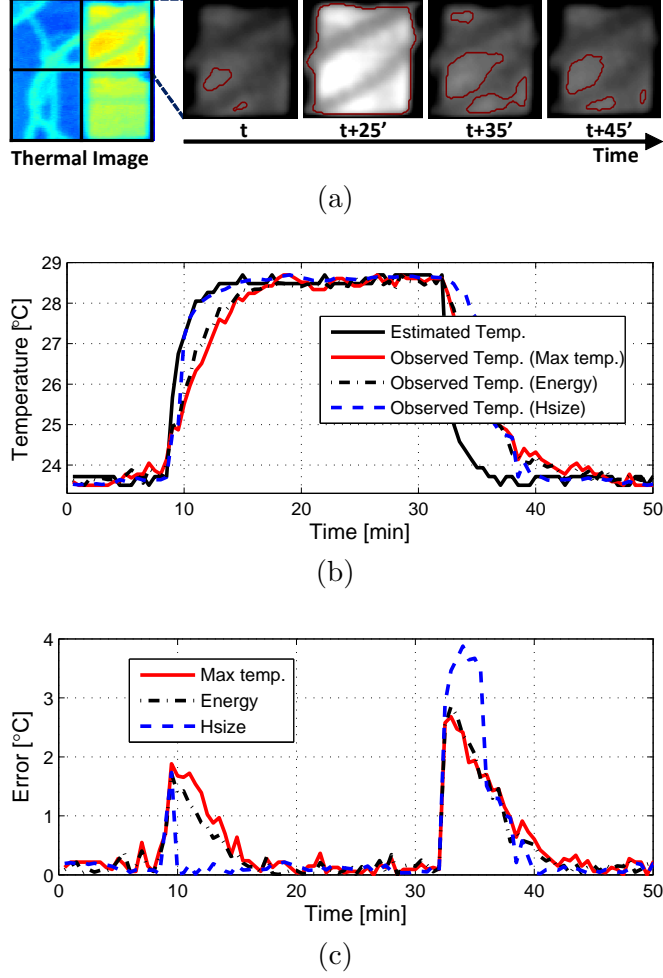 t
t+25’
t+35’
t+45’
Thermal Image
Time
(a)
29
28
27
26
25
24
Temperature [ºC]
Estimated Temp.
Observed Temp. (Max temp.)
Observed Temp. (Energy)
Observed Temp. (Hsize)
0
10
20
30
40
50
Time [min]
(b)
4
3
2
1
0
Error [°C]
Max temp.
Energy
Hsize
0
10
20
30
40
50
Time [min]
(c)